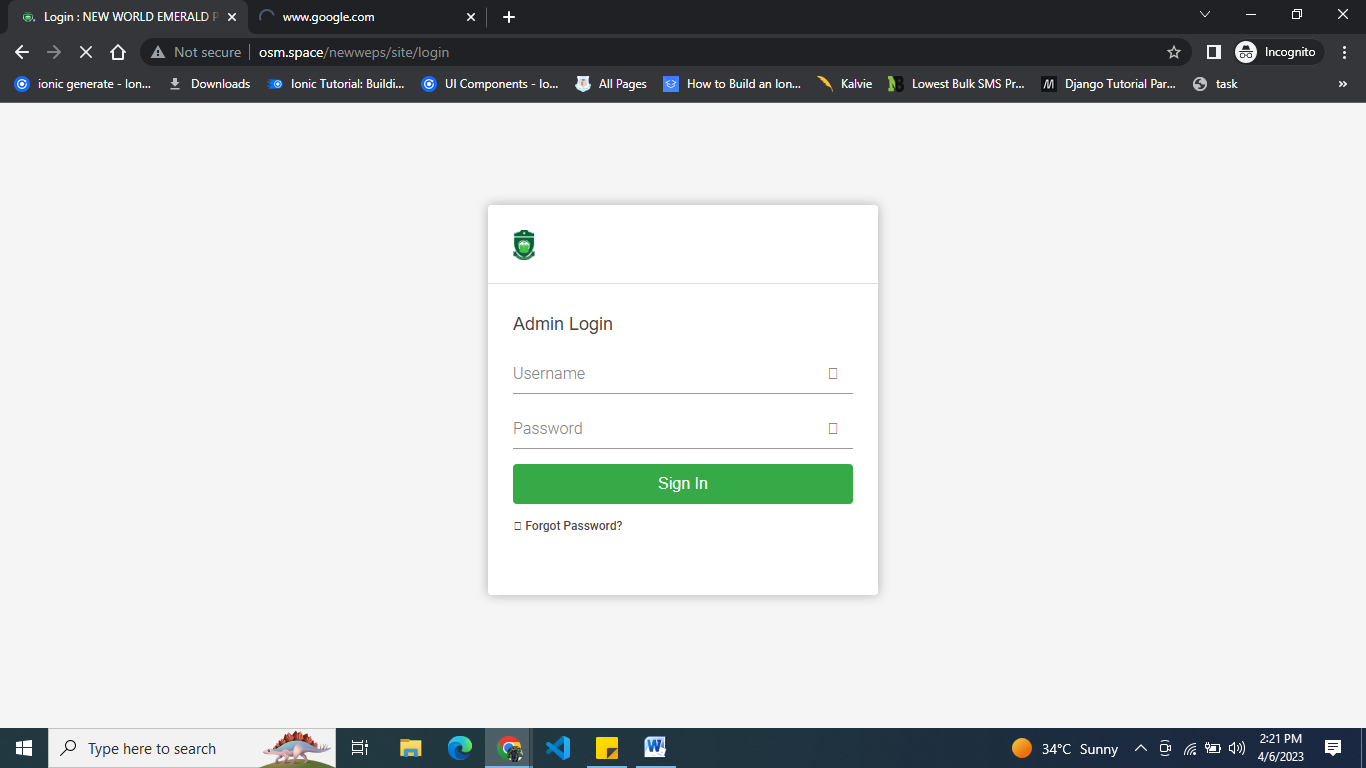 Login : NEW WORLD EMERALD
www.google.com
Not secure
osm.space/newweps/site/login
Incognito
ionic generate - Ion...
Downloads
Ionic Tutorial: Buildi...
UI Components - Io...
All Pages
How to Build an Ion...
Kalvie
Lowest Bulk SMS Pr...
Django Tutorial Par...
task
»
Admin Login
Username
Password
Sign In
Forgot Password?
Type here to search
34°C Sunny
2:21 PM
4/6/2023